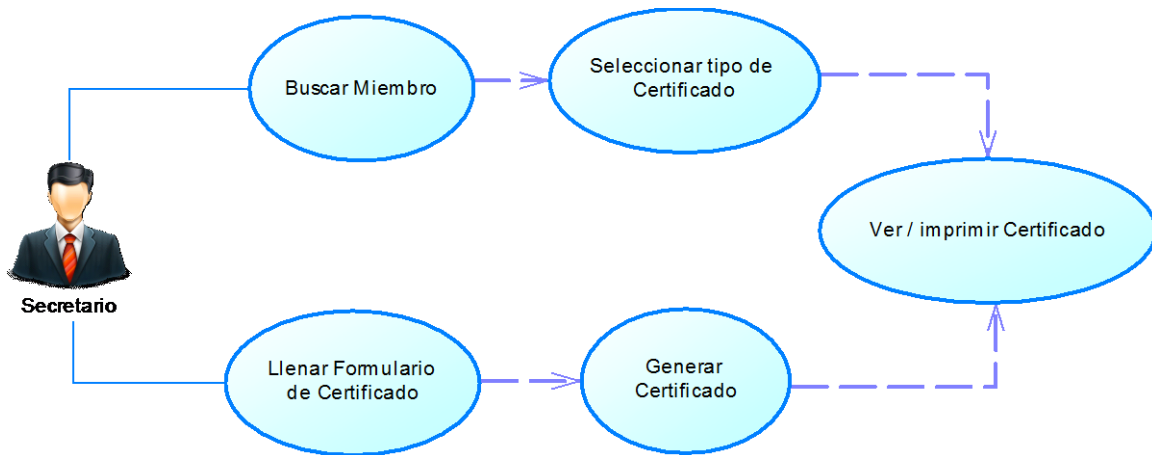 Buscar Miembro
Seleccionar tipo de
Certificado
Ver / imprimir Certificado
Secretario
Llenar Formulario
de Certificado
Generar
Certificado